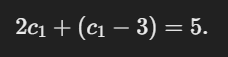 2c₁ + (c₁ − 3) = 5.